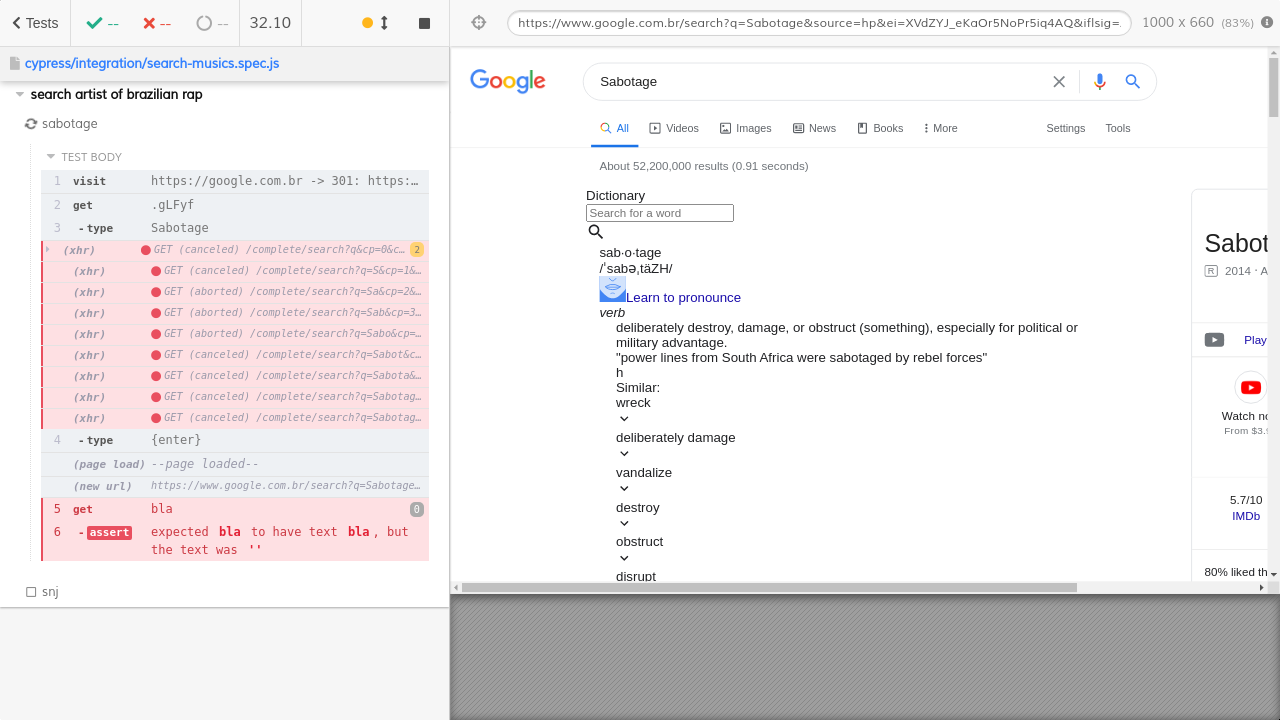 Tests -- -- -- 32.10
cypress/integration/search-musics.spec.js
search artist of brazilian rap
sabotage
TEST BODY
1 visit https://google.com.br -> 301: https:…
2 get .gLFyf
3 -type Sabotage
(xhr) GET (canceled) /complete/search?q&cp=0&c… 2
(xhr) GET (canceled) /complete/search?q=S&cp=1&…
(xhr) GET (aborted) /complete/search?q=Sa&cp=2&…
(xhr) GET (aborted) /complete/search?q=Sab&cp=3…
(xhr) GET (aborted) /complete/search?q=Sabo&cp=…
(xhr) GET (canceled) /complete/search?q=Sabot&c…
(xhr) GET (canceled) /complete/search?q=Sabota&…
(xhr) GET (canceled) /complete/search?q=Sabotag…
(xhr) GET (canceled) /complete/search?q=Sabotag…
4 -type {enter}
(page load) --page loaded--
(new url) https://www.google.com.br/search?q=Sabotage…
5 get bla 0
6 -assert expected bla to have text bla, but
the text was ''
snj
https://www.google.com.br/search?q=Sabotage&source=hp&ei=XVdZYJ_eKaOr5NoPr5iq4AQ&iflsig=. 1000 x 660 (83%)
Google Sabotage
All Videos Images News Books More Settings Tools
About 52,200,000 results (0.91 seconds)
Dictionary
Search for a word
sab·o·tage
/ˈsabəˌtäZH/
Learn to pronounce
verb
deliberately destroy, damage, or obstruct (something), especially for political or
military advantage.
"power lines from South Africa were sabotaged by rebel forces"
h
Similar:
wreck
deliberately damage
vandalize
destroy
obstruct
disrupt
Sabot
R 2014 · A
Play
Watch no
From $3.9
5.7/10
IMDb
80% liked th